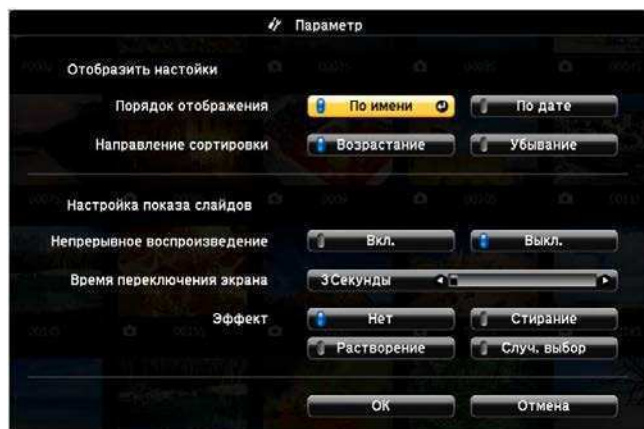 Параметр
Отобразить настойки
Порядок отображения По имени По дате
Направление сортировки Возрастание Убывание
Настройка показа слайдов
Непрерывное воспроизведение Вкл. Выкл.
Время переключения экрана 3Секунды
Эффект Нет Стирание
Растворение Случ. выбор
ОК Отмена